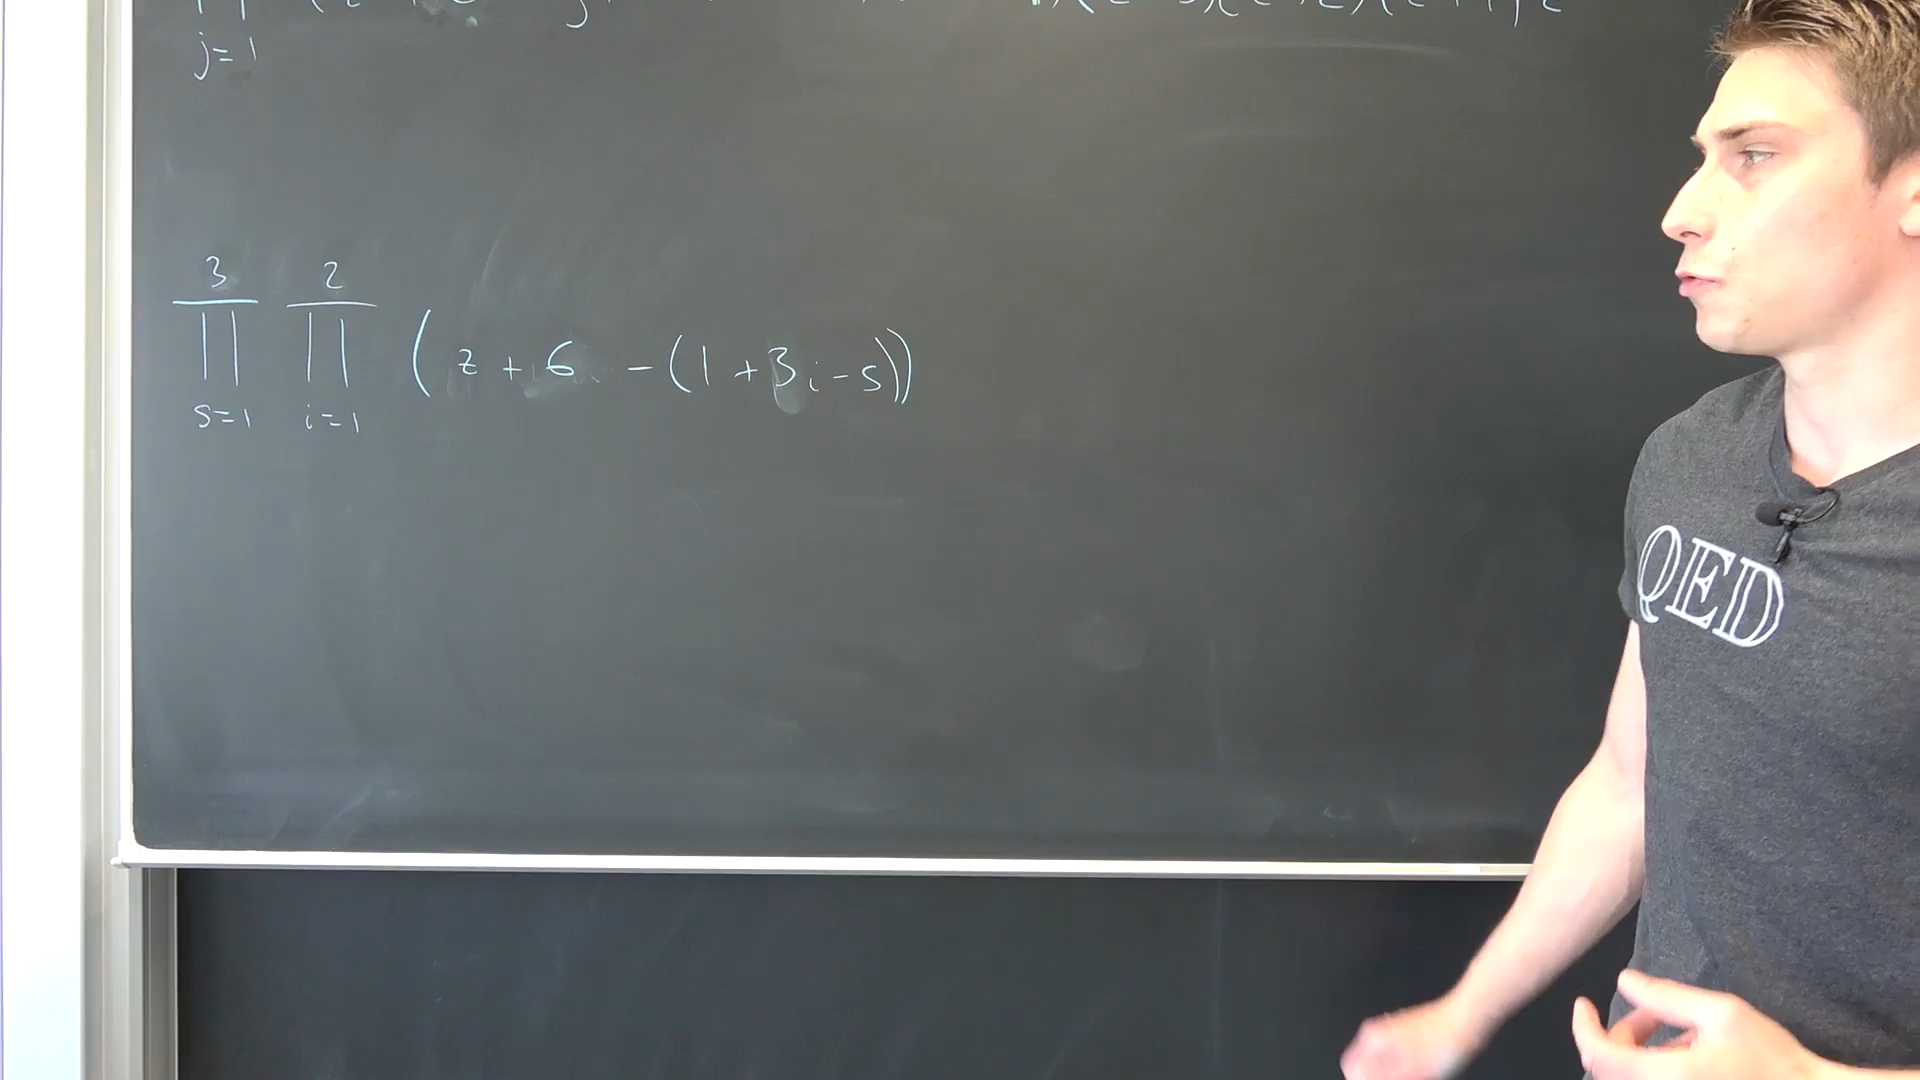 j=1
3 2
∏ ∏ (z + 6 - (1 + 3i - s))
s=1 i=1
QED